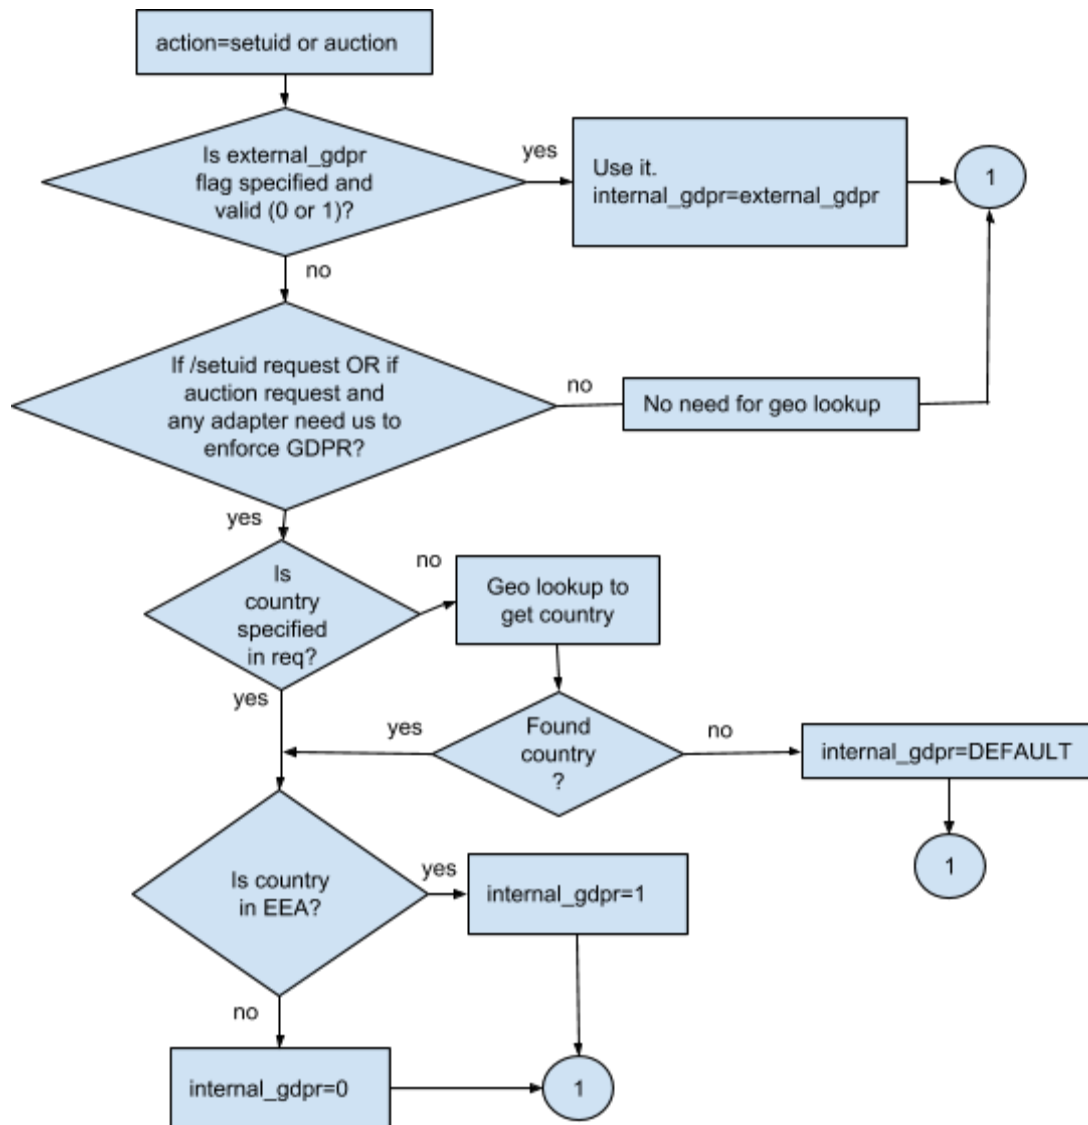 action=setuid or auction
Is external_gdpr
flag specified and
valid (0 or 1)?
yes
Use it.
internal_gdpr=external_gdpr
1
no
If /setuid request OR if
auction request and
any adapter need us to
enforce GDPR?
no
No need for geo lookup
yes
Is
country
specified
in req?
no
Geo lookup to
get country
yes
yes
Found
country
?
no
internal_gdpr=DEFAULT
1
Is country
in EEA?
yes
internal_gdpr=1
no
internal_gdpr=0
1